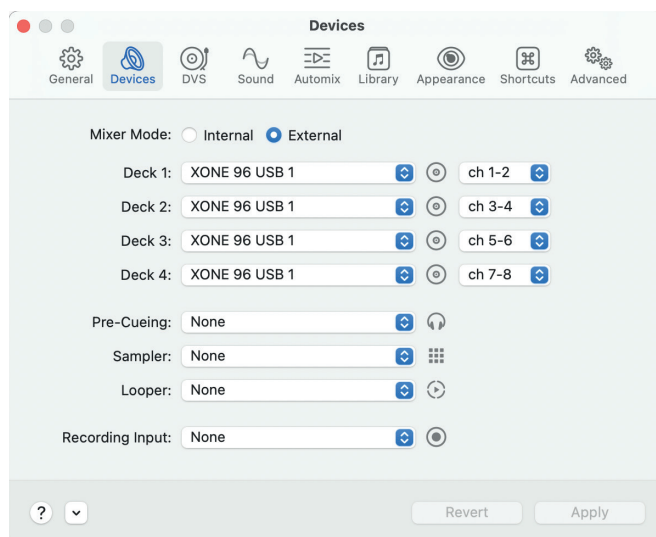 Devices
General Devices DVS Sound Automix Library Appearance Shortcuts Advanced
Mixer Mode: Internal External
Deck 1: XONE 96 USB 1 ch 1-2
Deck 2: XONE 96 USB 1 ch 3-4
Deck 3: XONE 96 USB 1 ch 5-6
Deck 4: XONE 96 USB 1 ch 7-8
Pre-Cueing: None
Sampler: None
Looper: None
Recording Input: None
? Revert Apply